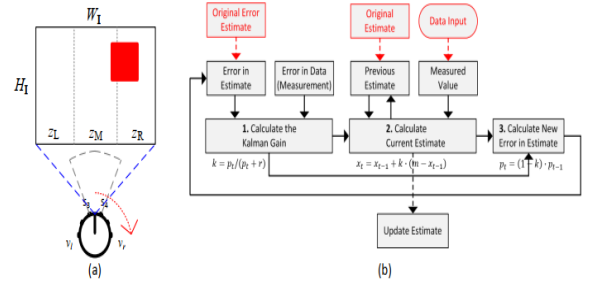 W_I
H_I
z_L z_M z_R
s_3 s_4
v_l v_r
(a)
Original Error
Estimate
Original
Estimate
Data Input
Error in
Estimate
Error in Data
(Measurement)
Previous
Estimate
Measured
Value
1. Calculate the
Kalman Gain
2. Calculate
Current Estimate
3. Calculate New
Error in Estimate
k = p_t/(p_t + r)
x_t = x_{t−1} + k · (m − x_{t−1})
p_t = (1 − k) · p_{t−1}
Update Estimate
(b)